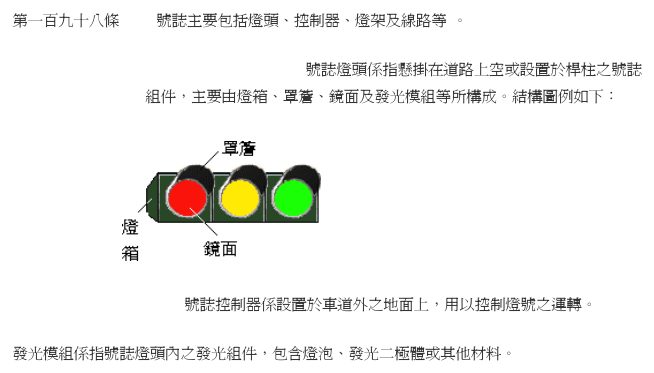 第一百九十八條　　號誌主要包括燈頭、控制器、燈架及線路等 。
號誌燈頭係指懸掛在道路上空或設置於桿柱之號誌
組件，主要由燈箱、罩簷、鏡面及發光模組等所構成。結構圖例如下：
罩簷
燈
箱
鏡面
號誌控制器係設置於車道外之地面上，用以控制燈號之運轉。
發光模組係指號誌燈頭內之發光組件，包含燈泡、發光二極體或其他材料。